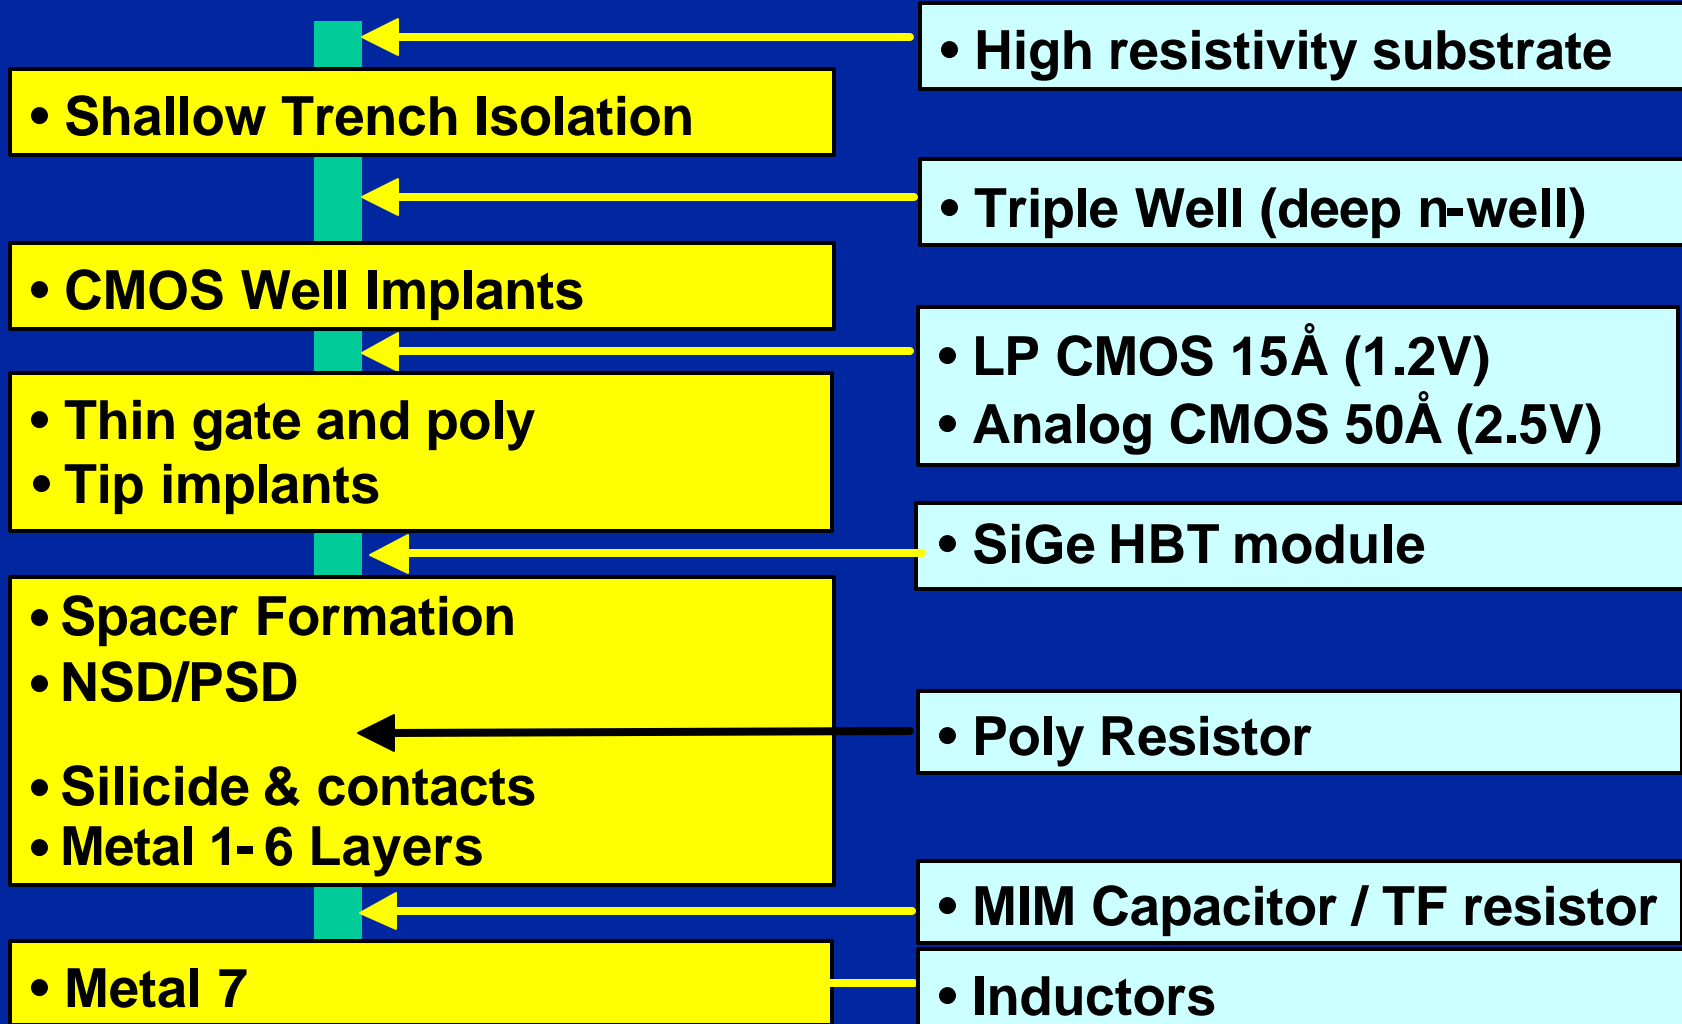 • High resistivity substrate
• Shallow Trench Isolation
• Triple Well (deep n-well)
• CMOS Well Implants
• LP CMOS 15Å (1.2V)
• Analog CMOS 50Å (2.5V)
• Thin gate and poly
• Tip implants
• SiGe HBT module
• Spacer Formation
• NSD/PSD
• Poly Resistor
• Silicide & contacts
• Metal 1-6 Layers
• MIM Capacitor / TF resistor
• Metal 7
• Inductors